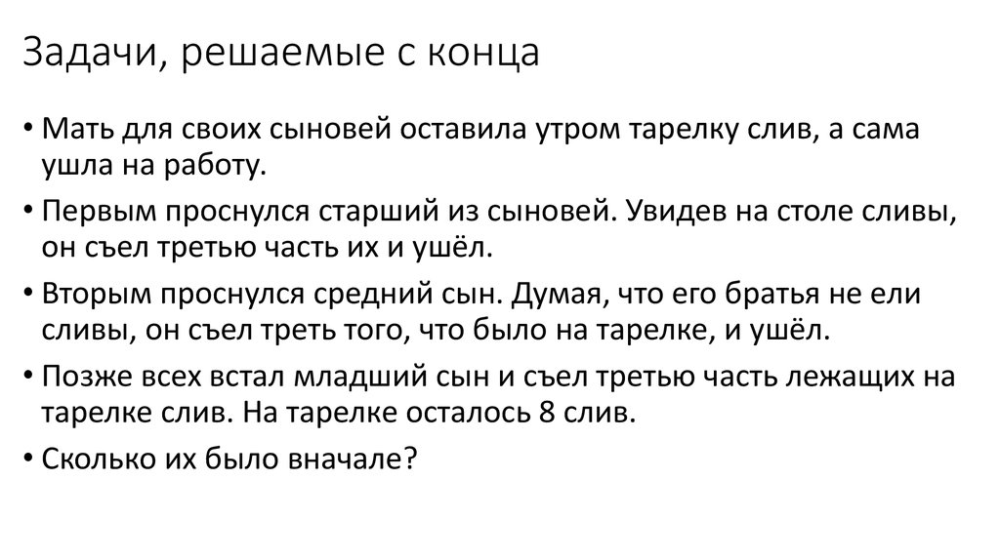 Задачи, решаемые с конца
• Мать для своих сыновей оставила утром тарелку слив, а сама
ушла на работу.
• Первым проснулся старший из сыновей. Увидев на столе сливы,
он съел третью часть их и ушёл.
• Вторым проснулся средний сын. Думая, что его братья не ели
сливы, он съел треть того, что было на тарелке, и ушёл.
• Позже всех встал младший сын и съел третью часть лежащих на
тарелке слив. На тарелке осталось 8 слив.
• Сколько их было вначале?